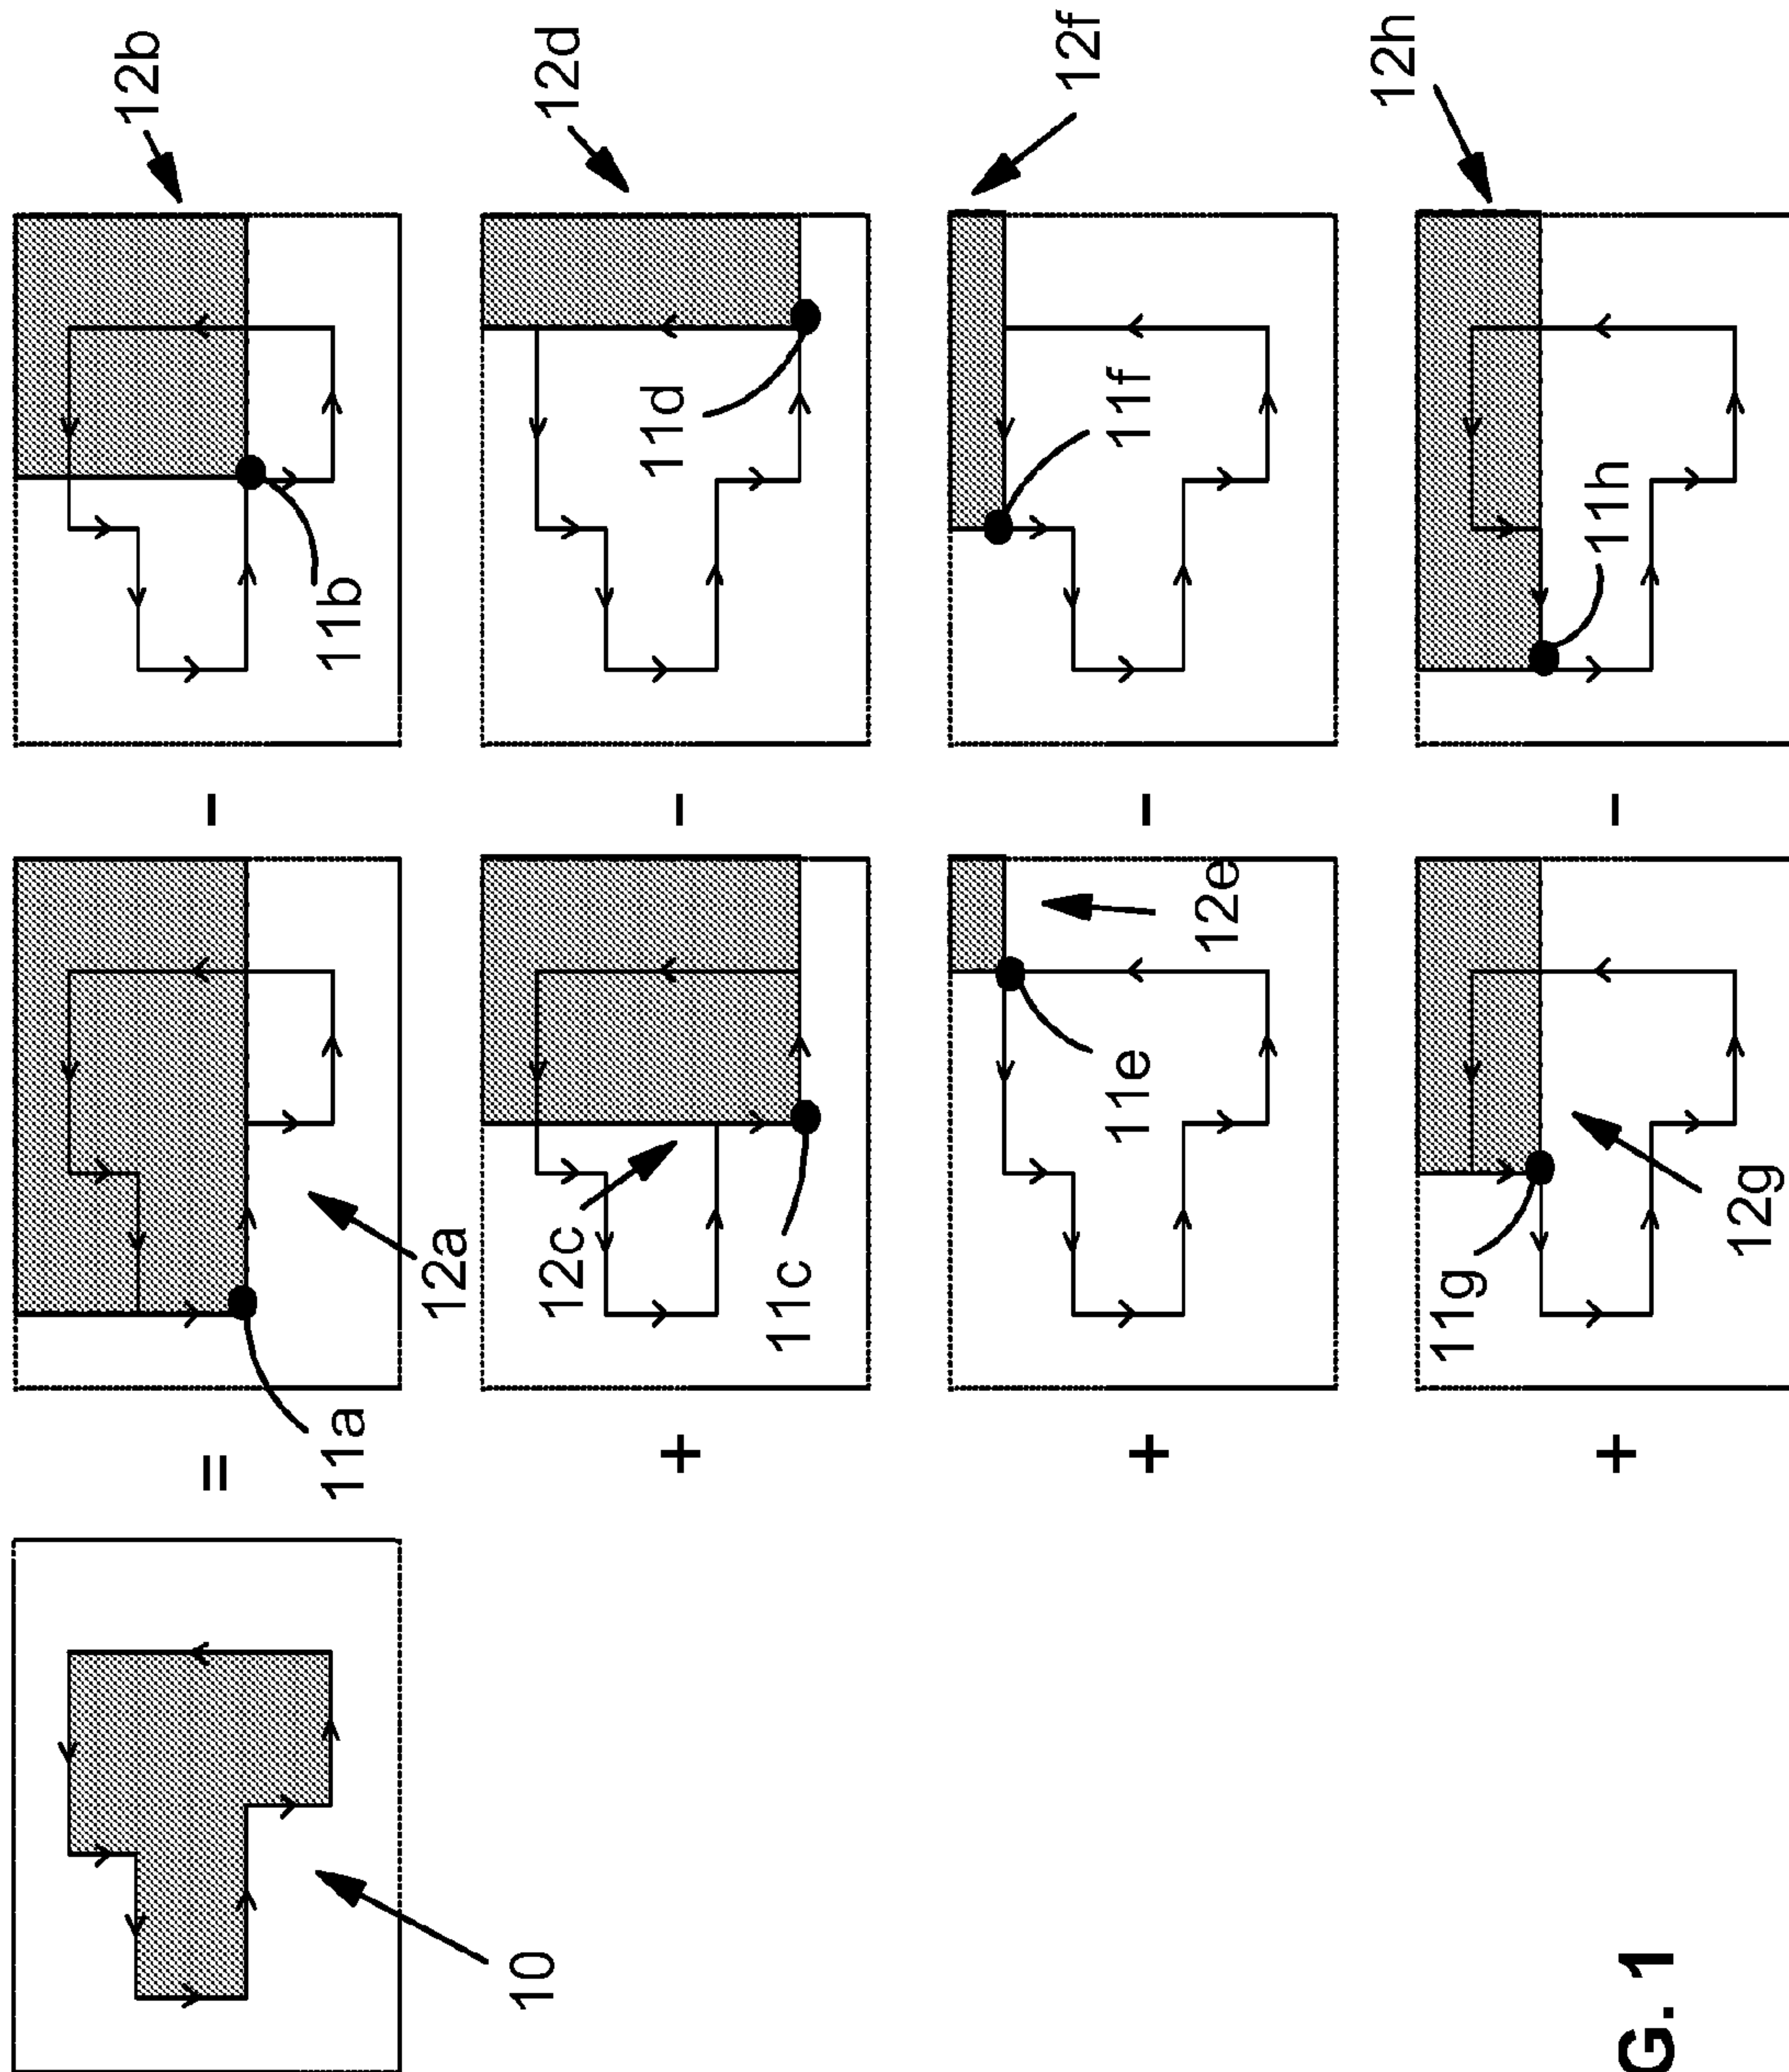 12b
–
=
11b
11a
12a
10
12d
–
+
11d
12c
11c
12f
–
+
11f
11e
12e
12h
–
+
11h
11g
12g
G. 1